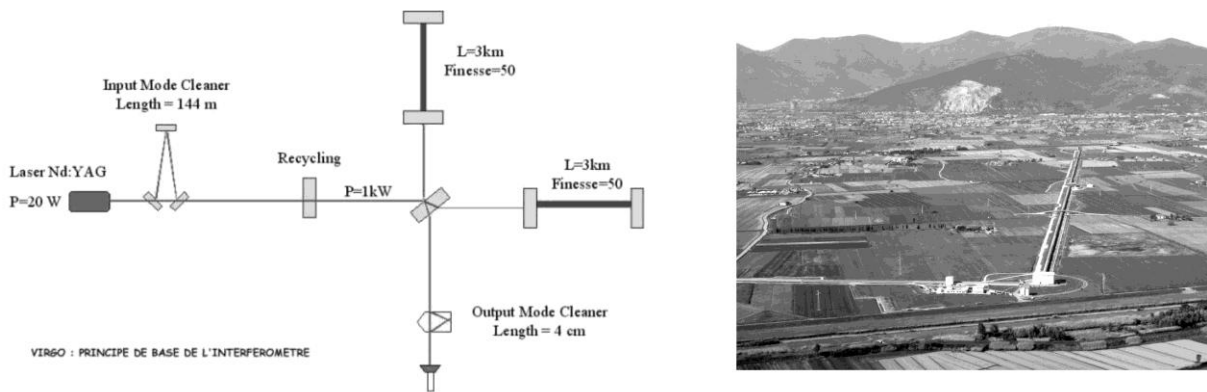 L=3km
Finesse=50
Input Mode Cleaner
Length = 144 m
Laser Nd:YAG
P=20 W
Recycling
P=1kW
L=3km
Finesse=50
Output Mode Cleaner
Length = 4 cm
VIRGO : PRINCIPE DE BASE DE L'INTERFEROMETRE